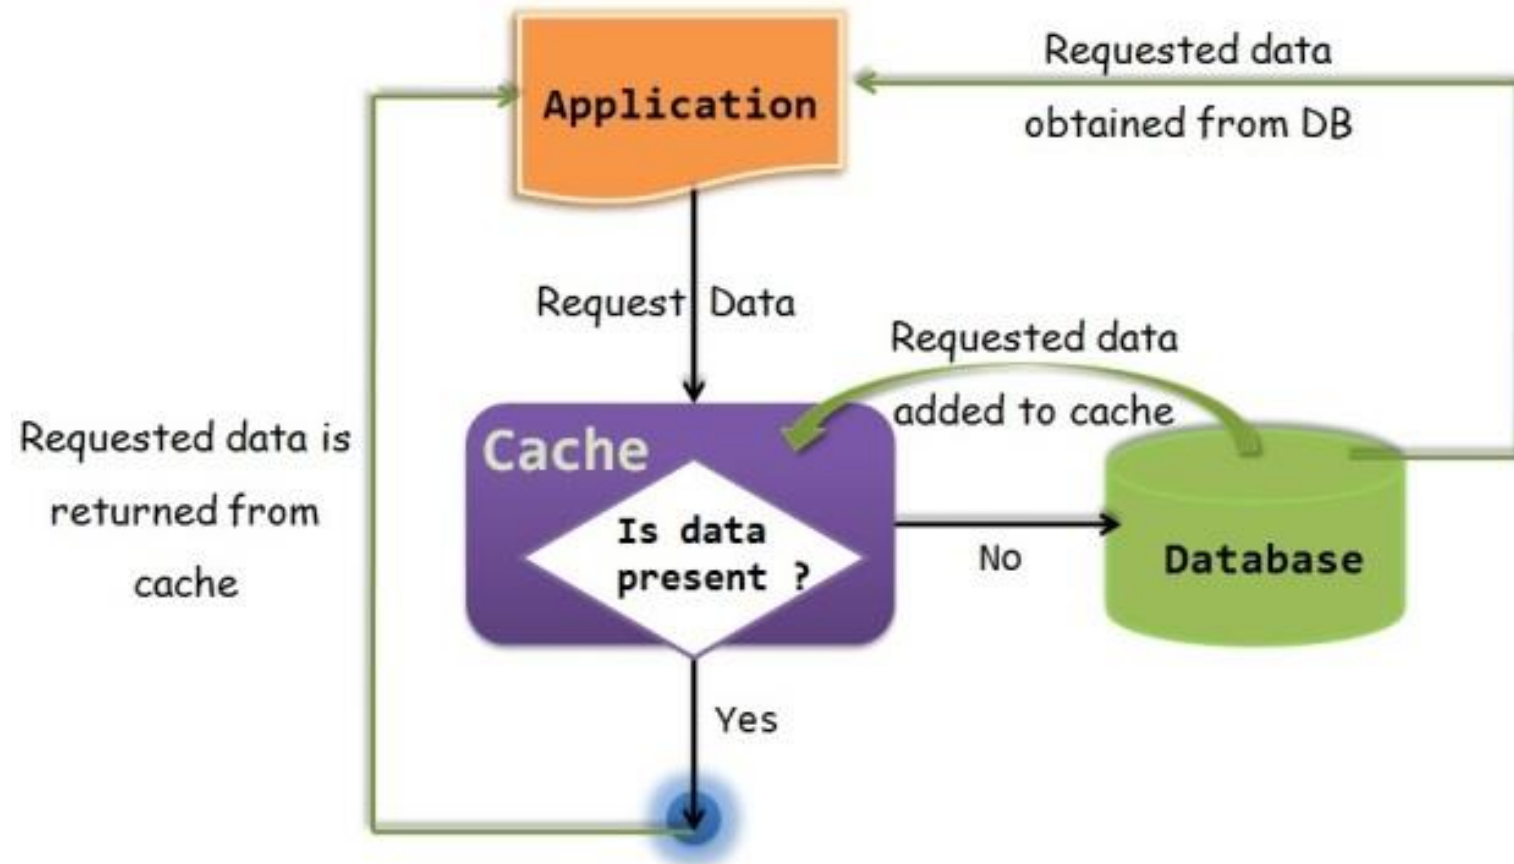 Requested data
obtained from DB
Application
Request Data
Requested data
added to cache
Requested data is
returned from
cache
Cache
Is data
present ?
No
Database
Yes